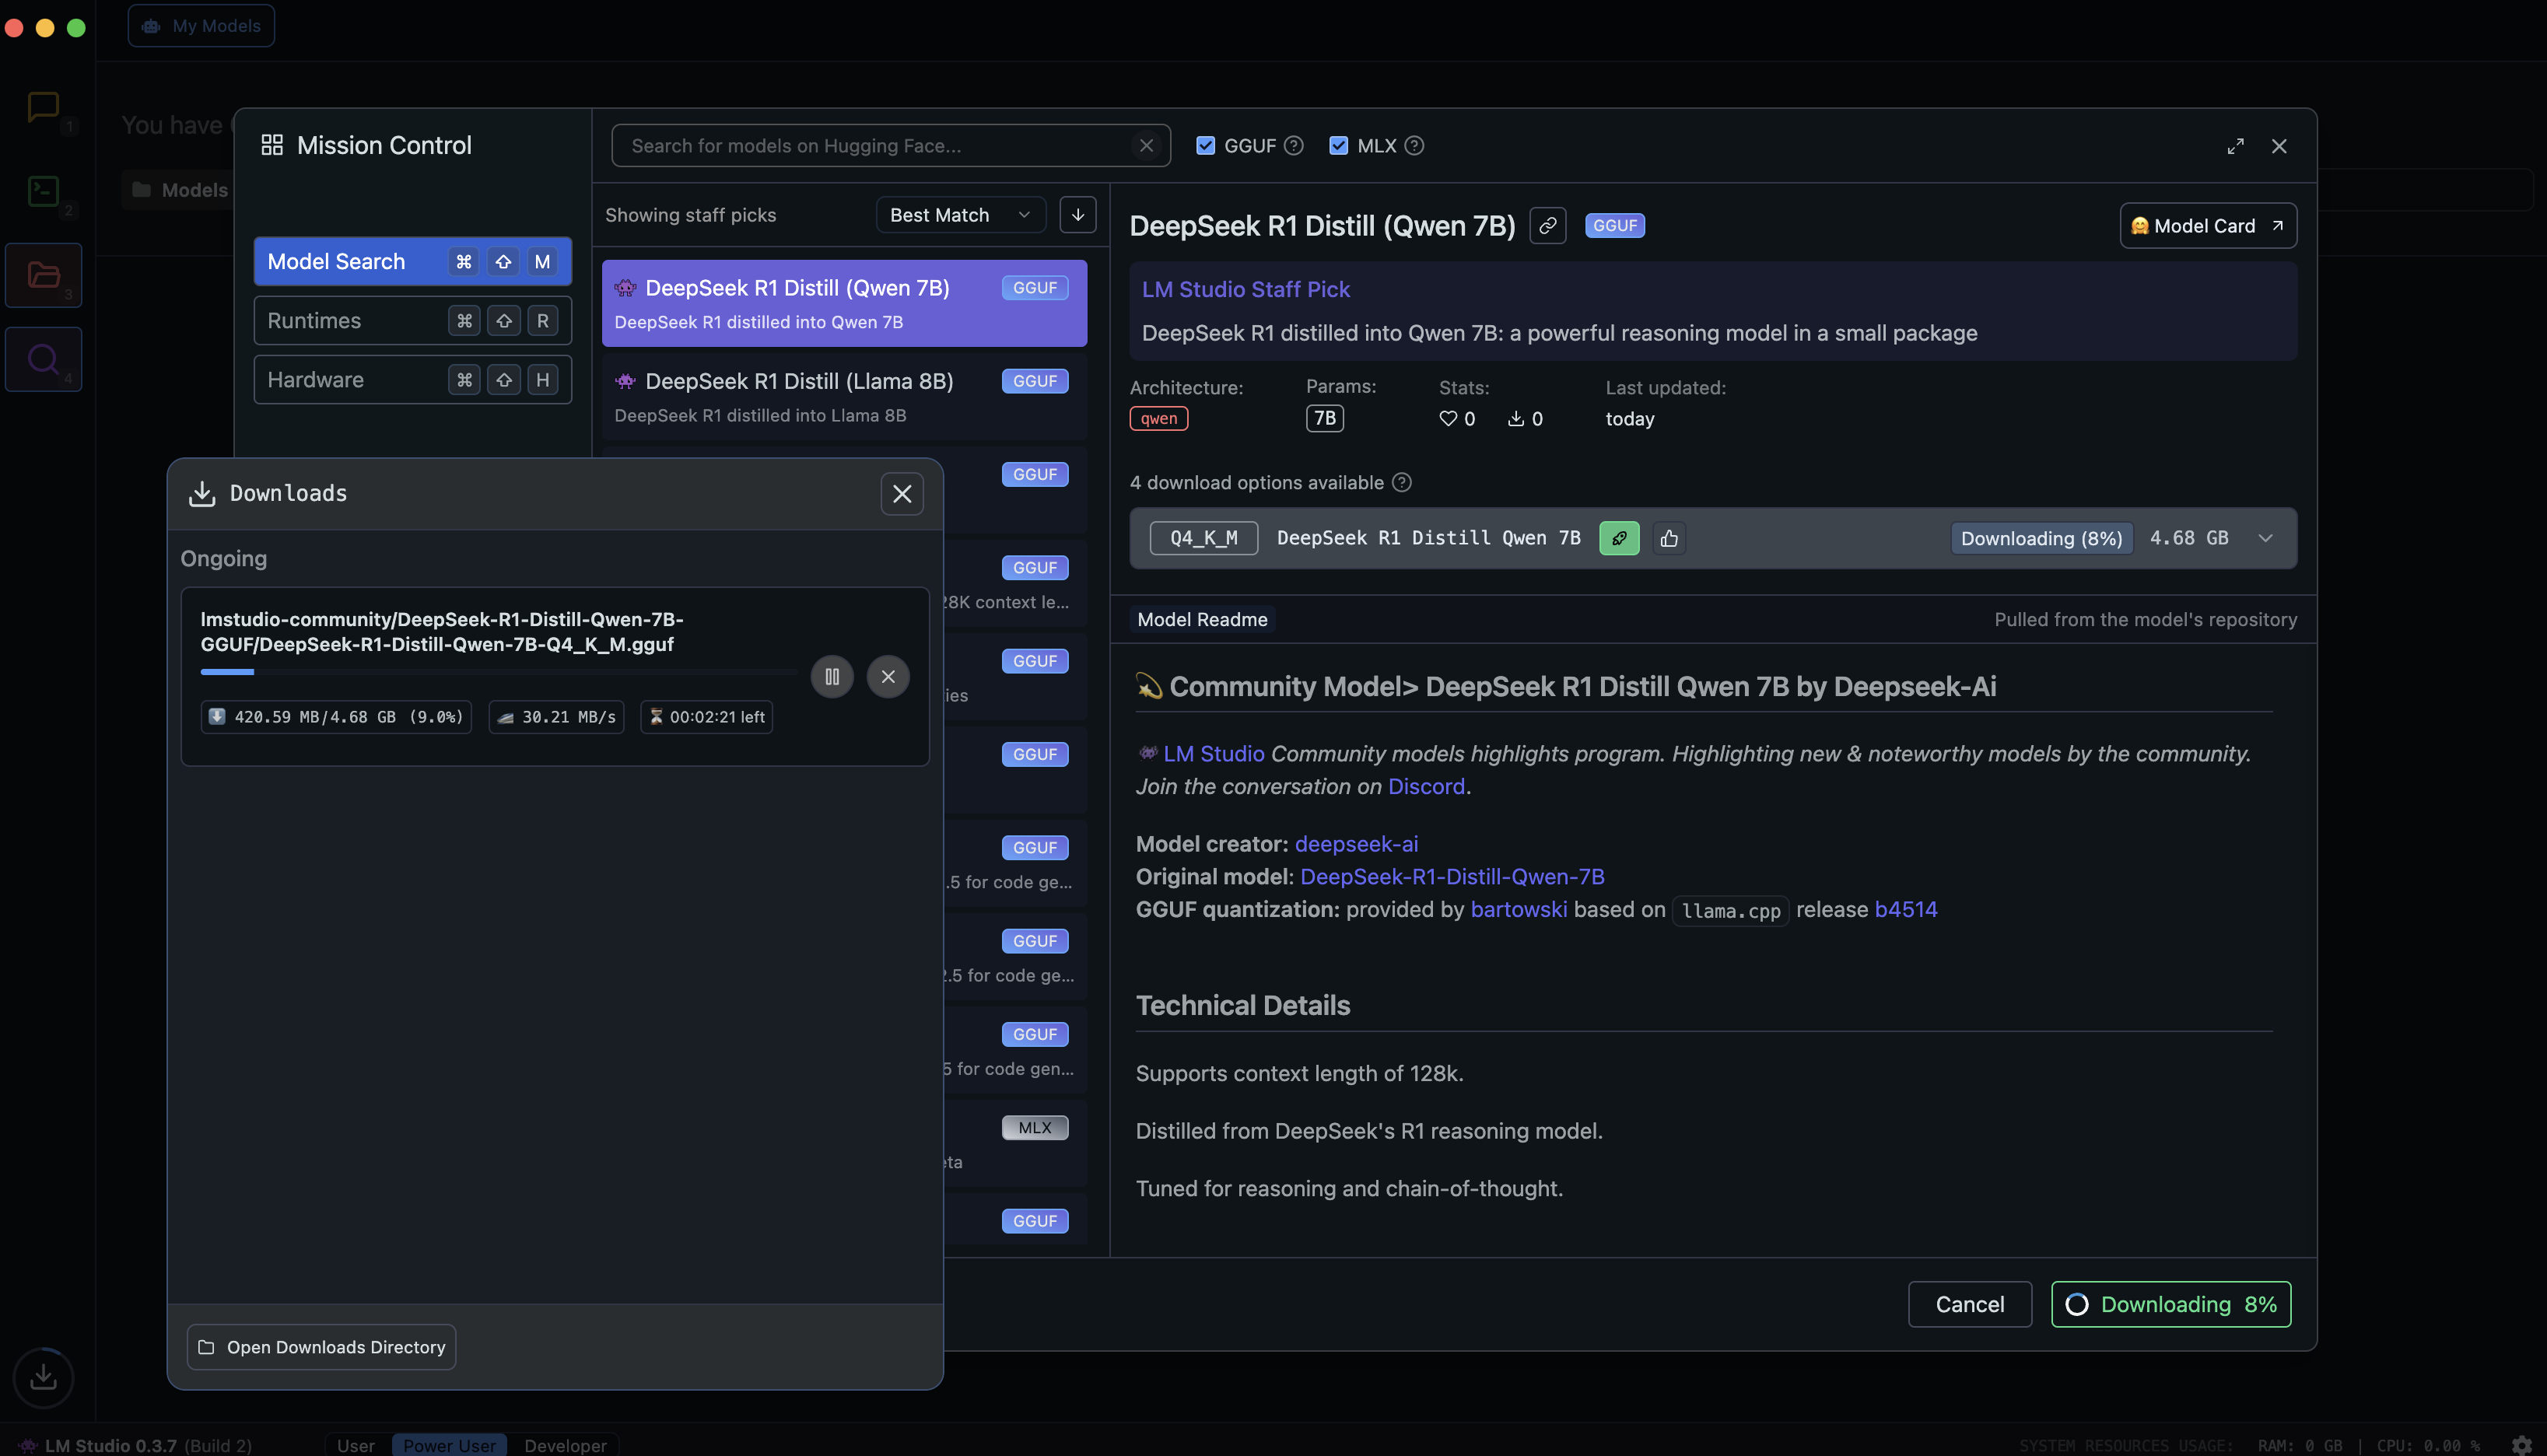 My Models
1
You have
2
Models
3
4
Mission Control
Model Search ⌘ ⇧ M
Runtimes ⌘ ⇧ R
Hardware ⌘ ⇧ H
Search for models on Hugging Face...
GGUF ?
MLX ?
Showing staff picks
Best Match
DeepSeek R1 Distill (Qwen 7B) GGUF
DeepSeek R1 distilled into Qwen 7B
DeepSeek R1 Distill (Llama 8B) GGUF
DeepSeek R1 distilled into Llama 8B
GGUF
GGUF
28K context le...
GGUF
ies
GGUF
GGUF
.5 for code ge...
GGUF
2.5 for code ge...
GGUF
5 for code gen...
MLX
eta
GGUF
DeepSeek R1 Distill (Qwen 7B) GGUF
🤗 Model Card
LM Studio Staff Pick
DeepSeek R1 distilled into Qwen 7B: a powerful reasoning model in a small package
Architecture: Params: Stats: Last updated:
qwen 7B 0 0 today
4 download options available ?
Q4_K_M DeepSeek R1 Distill Qwen 7B Downloading (8%) 4.68 GB
Model Readme Pulled from the model's repository
💫 Community Model> DeepSeek R1 Distill Qwen 7B by Deepseek-Ai
👾 LM Studio Community models highlights program. Highlighting new & noteworthy models by the community.
Join the conversation on Discord.
Model creator: deepseek-ai
Original model: DeepSeek-R1-Distill-Qwen-7B
GGUF quantization: provided by bartowski based on llama.cpp release b4514
Technical Details
Supports context length of 128k.
Distilled from DeepSeek's R1 reasoning model.
Tuned for reasoning and chain-of-thought.
Cancel
Downloading 8%
Downloads
Ongoing
lmstudio-community/DeepSeek-R1-Distill-Qwen-7B-
GGUF/DeepSeek-R1-Distill-Qwen-7B-Q4_K_M.gguf
420.59 MB/4.68 GB (9.0%) 30.21 MB/s 00:02:21 left
Open Downloads Directory
LM Studio 0.3.7 (Build 2)
User Power User Developer
SYSTEM RESOURCES USAGE: RAM: 0 GB | CPU: 0.00 %